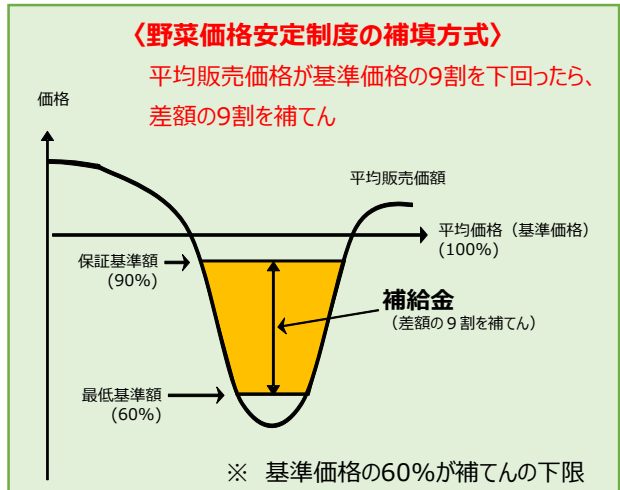 〈野菜価格安定制度の補填方式〉
平均販売価格が基準価格の9割を下回ったら、
差額の9割を補てん
価格
平均販売価額
平均価格（基準価格）
(100%)
保証基準額
(90%)
補給金
（差額の９割を補てん）
最低基準額
(60%)
※ 基準価格の60%が補てんの下限